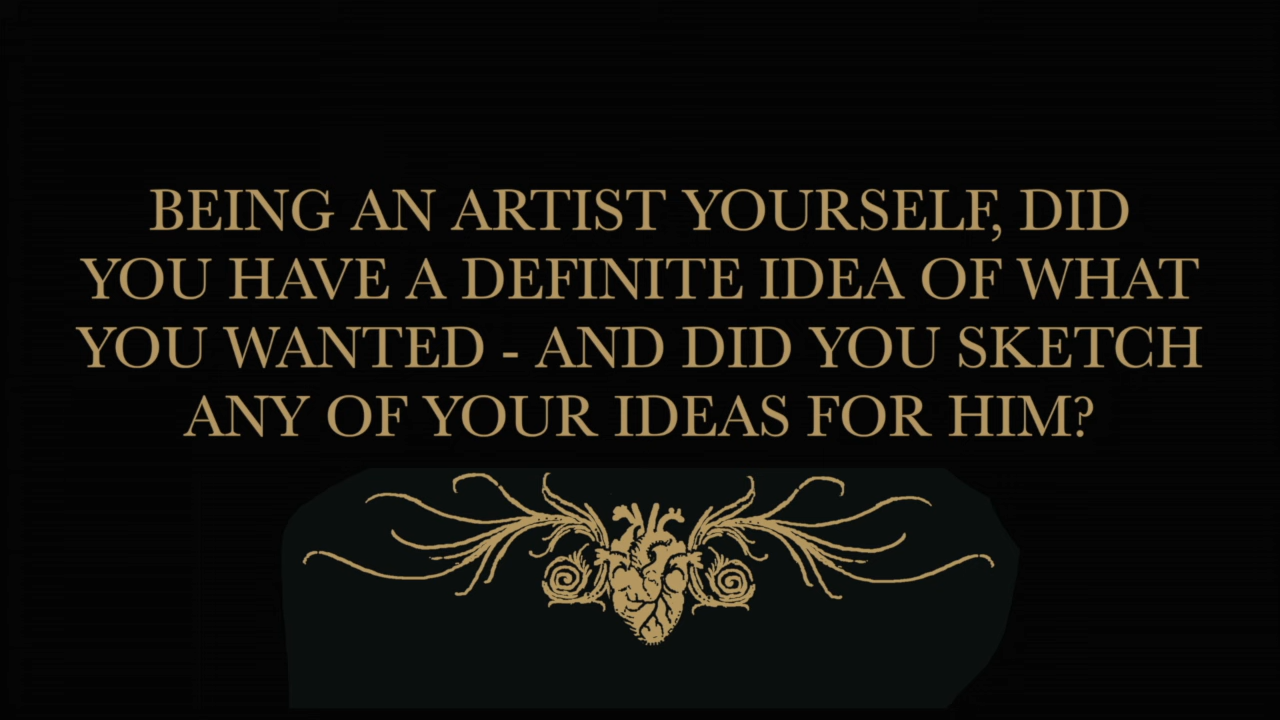 BEING AN ARTIST YOURSELF, DID
YOU HAVE A DEFINITE IDEA OF WHAT
YOU WANTED - AND DID YOU SKETCH
ANY OF YOUR IDEAS FOR HIM?